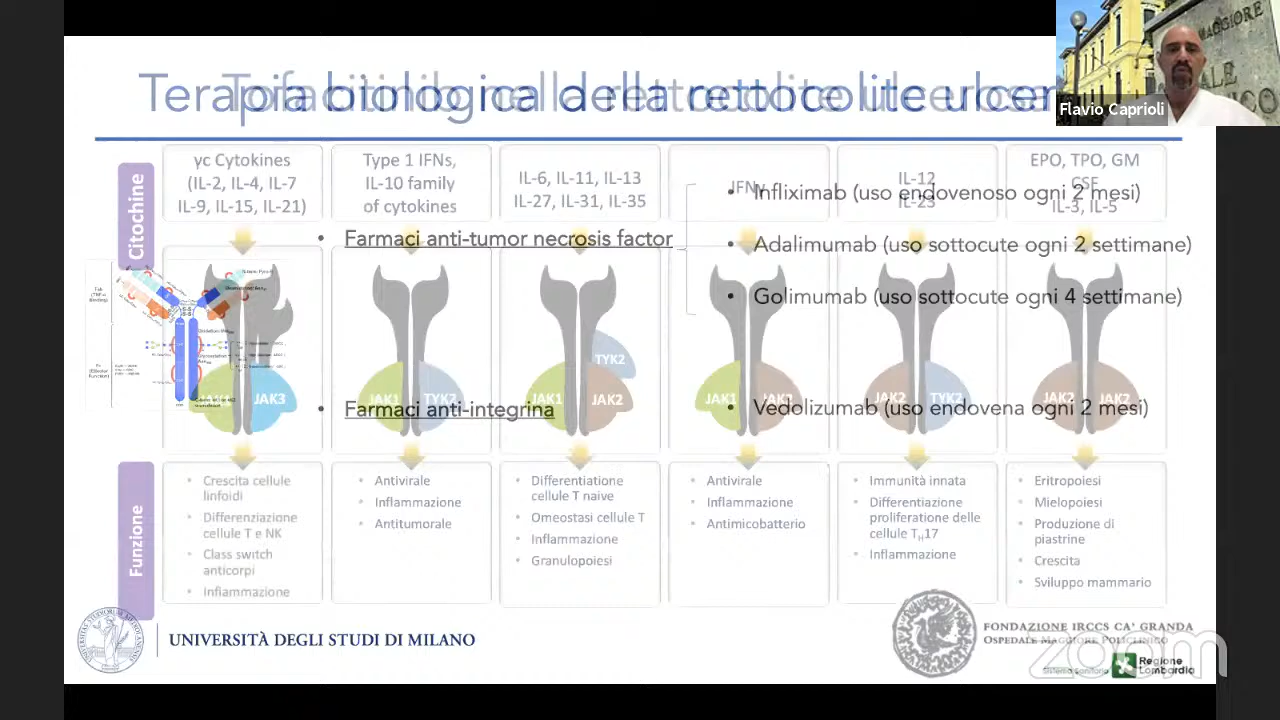 Terapia biologica della rettocolite ulcerosa
Flavio Caprioli
Citochine
γc Cytokines
(IL-2, IL-4, IL-7
IL-9, IL-15, IL-21)
Type 1 IFNs,
IL-10 family
of cytokines
IL-6, IL-11, IL-13
IL-27, IL-31, IL-35
IFNγ
IL-12
IL-23
EPO, TPO, GM
CSF
IL-3, IL-5
• Farmaci anti-tumor necrosis factor
• Infliximab (uso endovenoso ogni 2 mesi)
• Adalimumab (uso sottocute ogni 2 settimane)
• Golimumab (uso sottocute ogni 4 settimane)
• Farmaci anti-integrina
• Vedolizumab (uso endovena ogni 2 mesi)
JAK1
JAK3
JAK1
TYK2
JAK1
TYK2
JAK2
JAK1
JAK2
JAK2
TYK2
JAK2
JAK2
Funzione
• Crescita cellule
linfoidi
• Differenziazione
cellule T e NK
• Class switch
anticorpi
• Infiammazione
• Antivirale
• Inflammazione
• Antitumorale
• Differentiatione
cellule T naive
• Omeostasi cellule T
• Infiammazione
• Granulopoiesi
• Antivirale
• Inflammazione
• Antimicobatterio
• Immunità innata
• Differentiazione
proliferatione delle
cellule TH17
• Infiammazione
• Eritropoiesi
• Mielopoiesi
• Produzione di
piastrine
• Crescita
• Sviluppo mammario
UNIVERSITÀ DEGLI STUDI DI MILANO
FONDAZIONE IRCCS CA' GRANDA
OSPEDALE MAGGIORE POLICLINICO
Sistema Sanitario
Regione
Lombardia
zoom